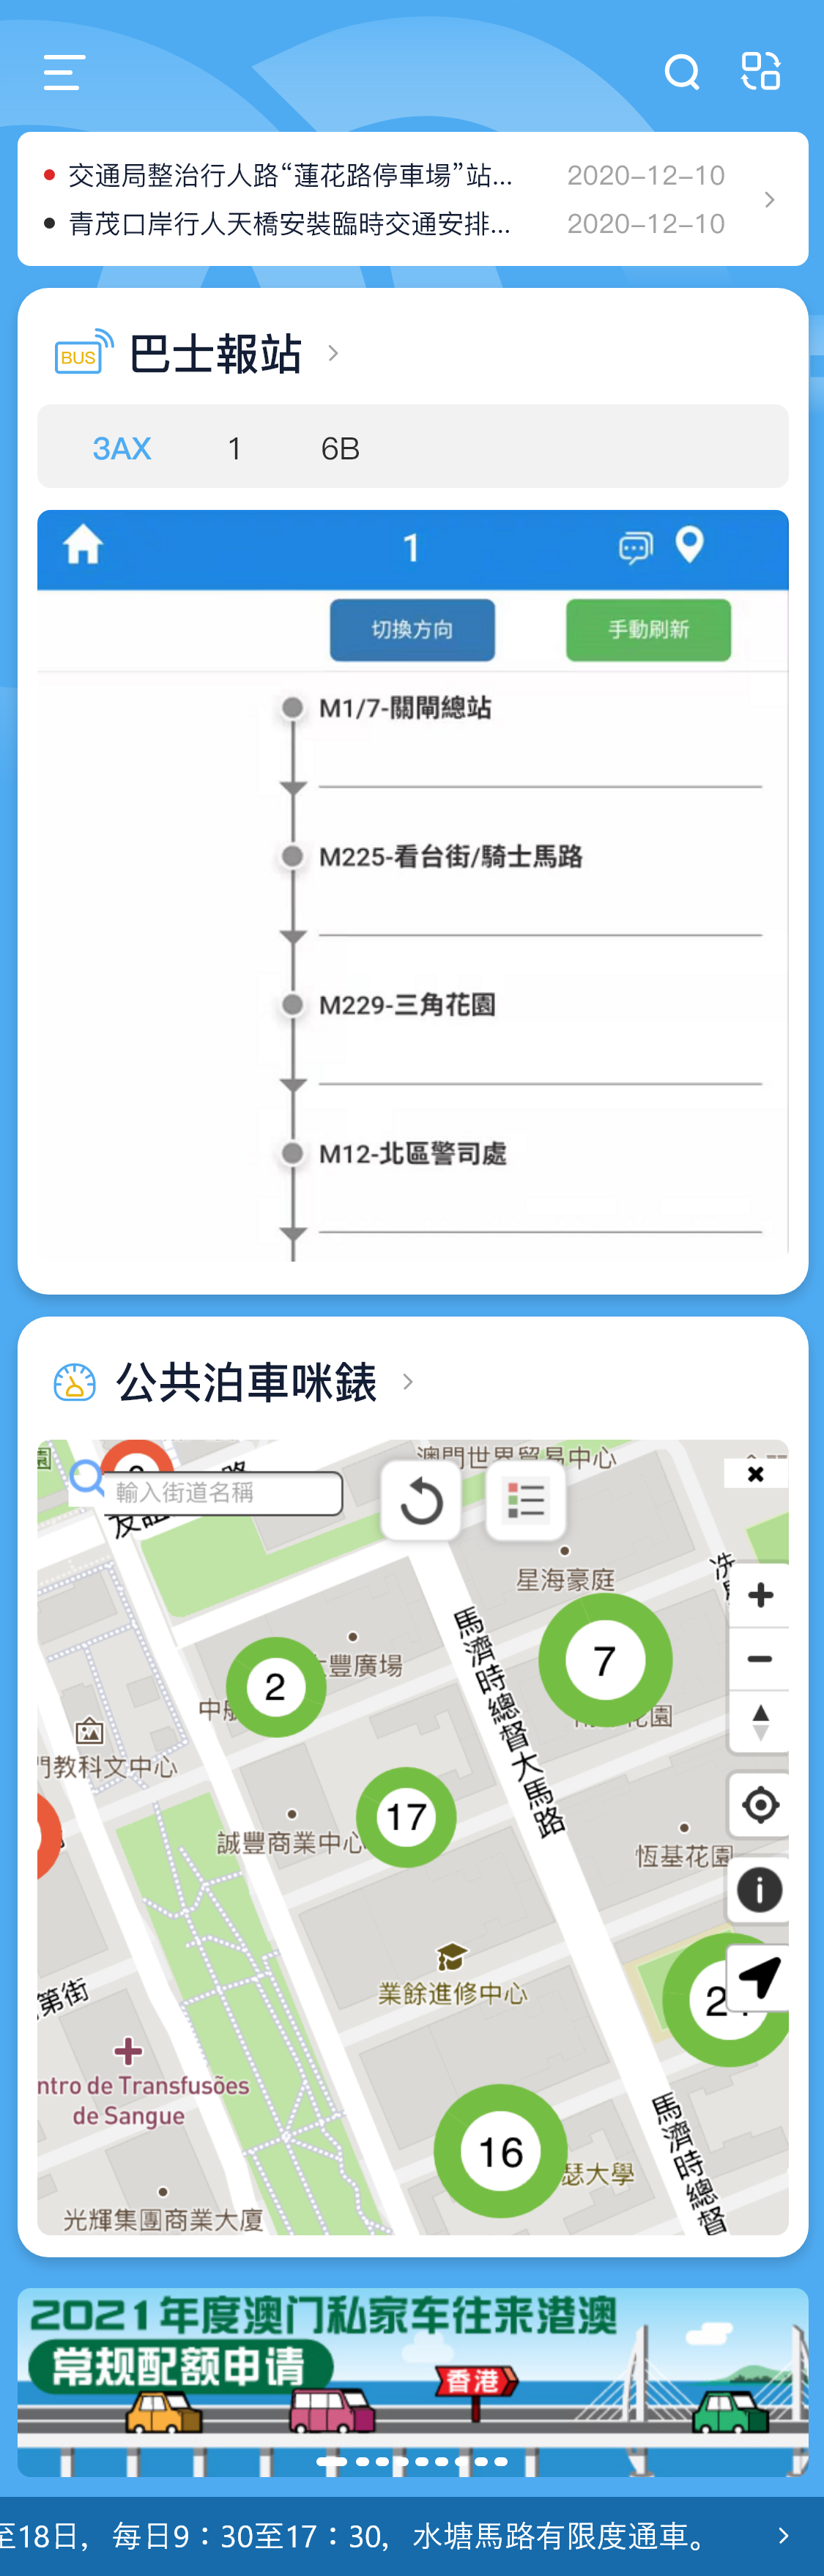 交通局整治行人路“蓮花路停車場”站... 2020-12-10
青茂口岸行人天橋安裝臨時交通安排... 2020-12-10
BUS 巴士報站
3AX 1 6B
1
切換方向 手動刷新
M1/7-關閘總站
M225-看台街/騎士馬路
M229-三角花園
M12-北區警司處
公共泊車咪錶
園
澳門世界貿易中心
輸入街道名稱
星海豪庭
2
豐廣場
7
中
花園
門教科文中心
馬濟時總督大馬路
17
誠豐商業中心
恆基花園
i
業餘進修中心
2
第街
ntro de Transfusões
de Sangue
16
瑟大學
馬濟時總督
光輝集團商業大廈
2021年度澳门私家车往来港澳
常规配额申请
香港
至18日，每日9：30至17：30，水塘馬路有限度通車。